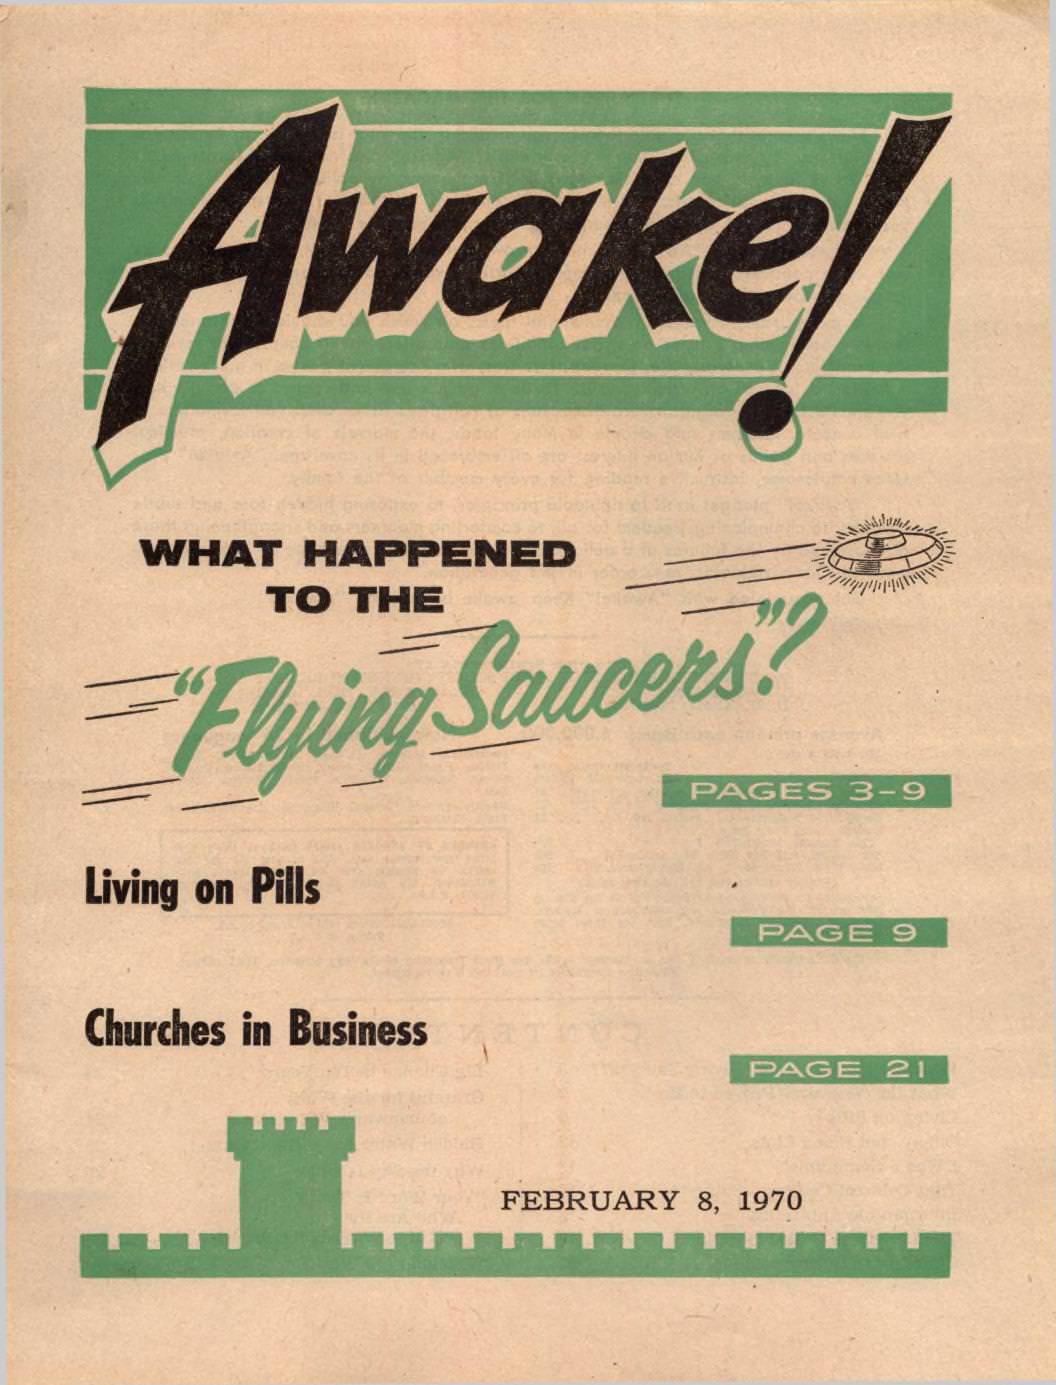 Awake!
WHAT HAPPENED
TO THE
"Flying Saucers"?
PAGES 3-9
Living on Pills
PAGE 9
Churches in Business
PAGE 21
FEBRUARY 8, 1970